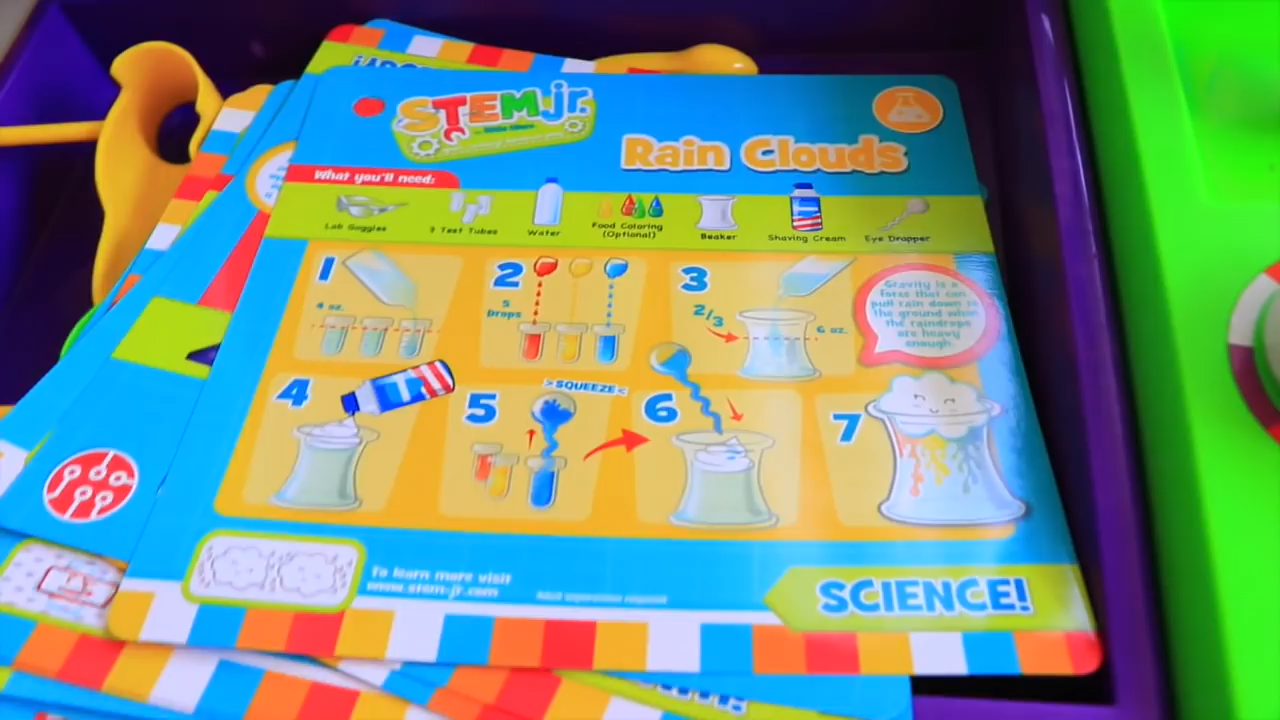 STEM jr.
Rain Clouds
What you'll need:
Lab Goggles
3 Test Tubes
Water
Food Coloring
(Optional)
Beaker
Shaving Cream
Eye Dropper
1
4 oz.
2
5
Drops
3
2/3
6 oz.
Gravity is a
force that can
pull rain down to
the ground when
the raindrops
are heavy
enough.
4
5
>SQUEEZE<
6
7
To learn more visit
www.stem-jr.com
Adult supervision required
SCIENCE!